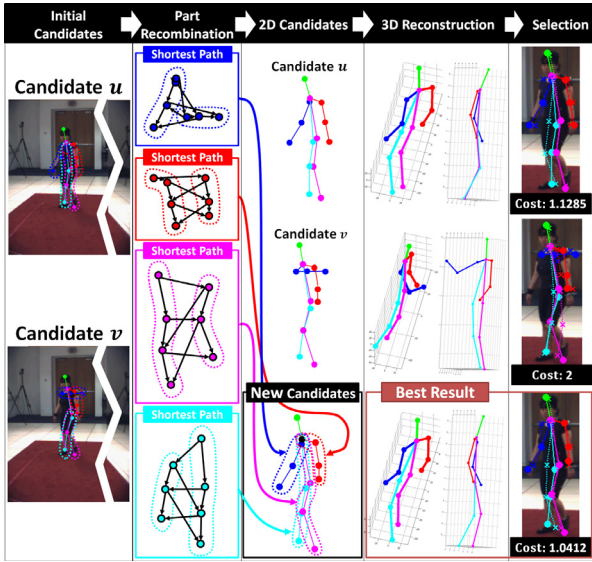 Initial Candidates
Part Recombination
2D Candidates
3D Reconstruction
Selection
Candidate u
Candidate v
Shortest Path
Shortest Path
Shortest Path
Shortest Path
Candidate u
Candidate v
New Candidates
Best Result
Cost: 1.1285
Cost: 2
Cost: 1.0412